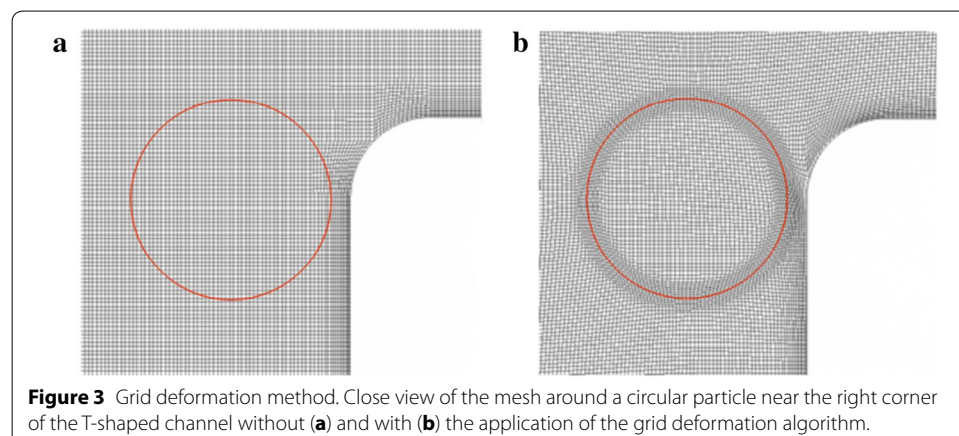 a b
Figure 3 Grid deformation method. Close view of the mesh around a circular particle near the right corner
of the T-shaped channel without (a) and with (b) the application of the grid deformation algorithm.